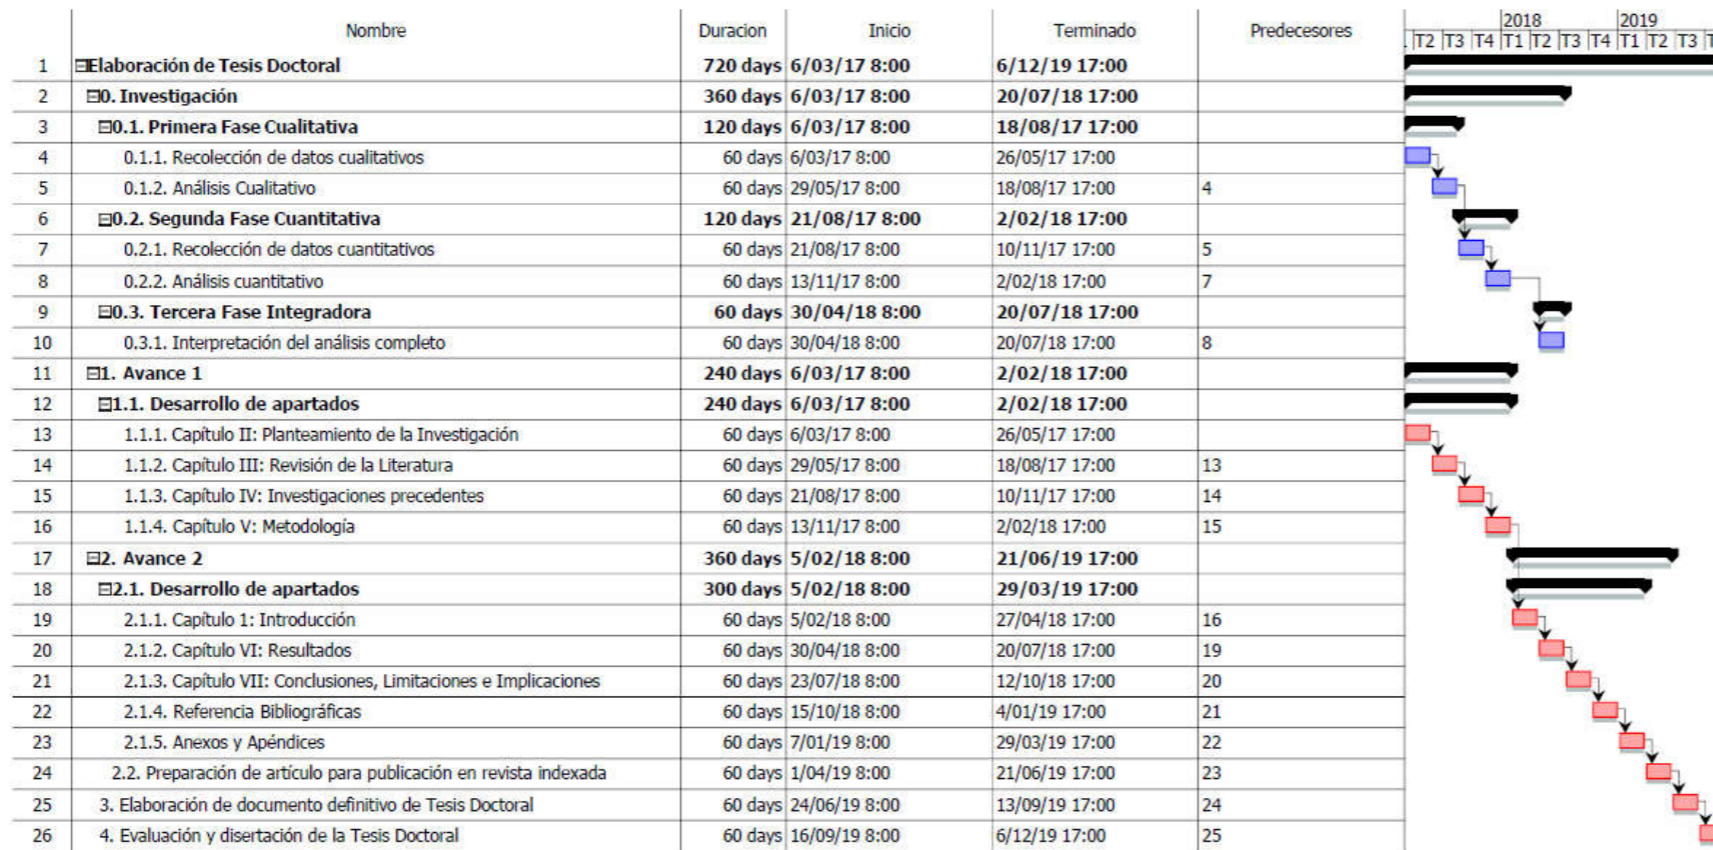 Nombre Duracion Inicio Terminado Predecesores 2018 2019
T2 T3 T4 T1 T2 T3 T4 T1 T2 T3
1 Elaboración de Tesis Doctoral 720 days 6/03/17 8:00 6/12/19 17:00
2 0. Investigación 360 days 6/03/17 8:00 20/07/18 17:00
3 0.1. Primera Fase Cualitativa 120 days 6/03/17 8:00 18/08/17 17:00
4 0.1.1. Recolección de datos cualitativos 60 days 6/03/17 8:00 26/05/17 17:00
5 0.1.2. Análisis Cualitativo 60 days 29/05/17 8:00 18/08/17 17:00 4
6 0.2. Segunda Fase Cuantitativa 120 days 21/08/17 8:00 2/02/18 17:00
7 0.2.1. Recolección de datos cuantitativos 60 days 21/08/17 8:00 10/11/17 17:00 5
8 0.2.2. Análisis cuantitativo 60 days 13/11/17 8:00 2/02/18 17:00 7
9 0.3. Tercera Fase Integradora 60 days 30/04/18 8:00 20/07/18 17:00
10 0.3.1. Interpretación del análisis completo 60 days 30/04/18 8:00 20/07/18 17:00 8
11 1. Avance 1 240 days 6/03/17 8:00 2/02/18 17:00
12 1.1. Desarrollo de apartados 240 days 6/03/17 8:00 2/02/18 17:00
13 1.1.1. Capítulo II: Planteamiento de la Investigación 60 days 6/03/17 8:00 26/05/17 17:00
14 1.1.2. Capítulo III: Revisión de la Literatura 60 days 29/05/17 8:00 18/08/17 17:00 13
15 1.1.3. Capítulo IV: Investigaciones precedentes 60 days 21/08/17 8:00 10/11/17 17:00 14
16 1.1.4. Capítulo V: Metodología 60 days 13/11/17 8:00 2/02/18 17:00 15
17 2. Avance 2 360 days 5/02/18 8:00 21/06/19 17:00
18 2.1. Desarrollo de apartados 300 days 5/02/18 8:00 29/03/19 17:00
19 2.1.1. Capítulo 1: Introducción 60 days 5/02/18 8:00 27/04/18 17:00 16
20 2.1.2. Capítulo VI: Resultados 60 days 30/04/18 8:00 20/07/18 17:00 19
21 2.1.3. Capítulo VII: Conclusiones, Limitaciones e Implicaciones 60 days 23/07/18 8:00 12/10/18 17:00 20
22 2.1.4. Referencia Bibliográficas 60 days 15/10/18 8:00 4/01/19 17:00 21
23 2.1.5. Anexos y Apéndices 60 days 7/01/19 8:00 29/03/19 17:00 22
24 2.2. Preparación de artículo para publicación en revista indexada 60 days 1/04/19 8:00 21/06/19 17:00 23
25 3. Elaboración de documento definitivo de Tesis Doctoral 60 days 24/06/19 8:00 13/09/19 17:00 24
26 4. Evaluación y disertación de la Tesis Doctoral 60 days 16/09/19 8:00 6/12/19 17:00 25